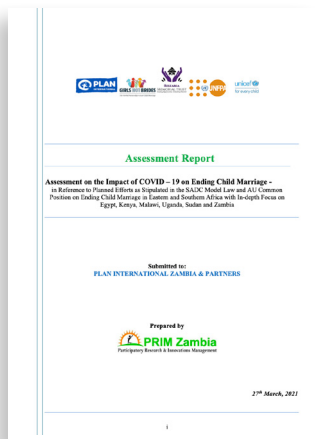 PLAN
GIRLS NOT BRIDES
UNFPA
unicef
for every child
Assessment Report
Assessment on the Impact of COVID – 19 on Ending Child Marriage -
in Reference to Planned Efforts as Stipulated in the SADC Model Law and AU Common
Position on Ending Child Marriage in Eastern and Southern Africa with In-depth Focus on
Egypt, Kenya, Malawi, Uganda, Sudan and Zambia
Submitted to:
PLAN INTERNATIONAL ZAMBIA & PARTNERS
Prepared by
PRIM Zambia
Participatory Research & Innovations Management
27th March, 2021
i